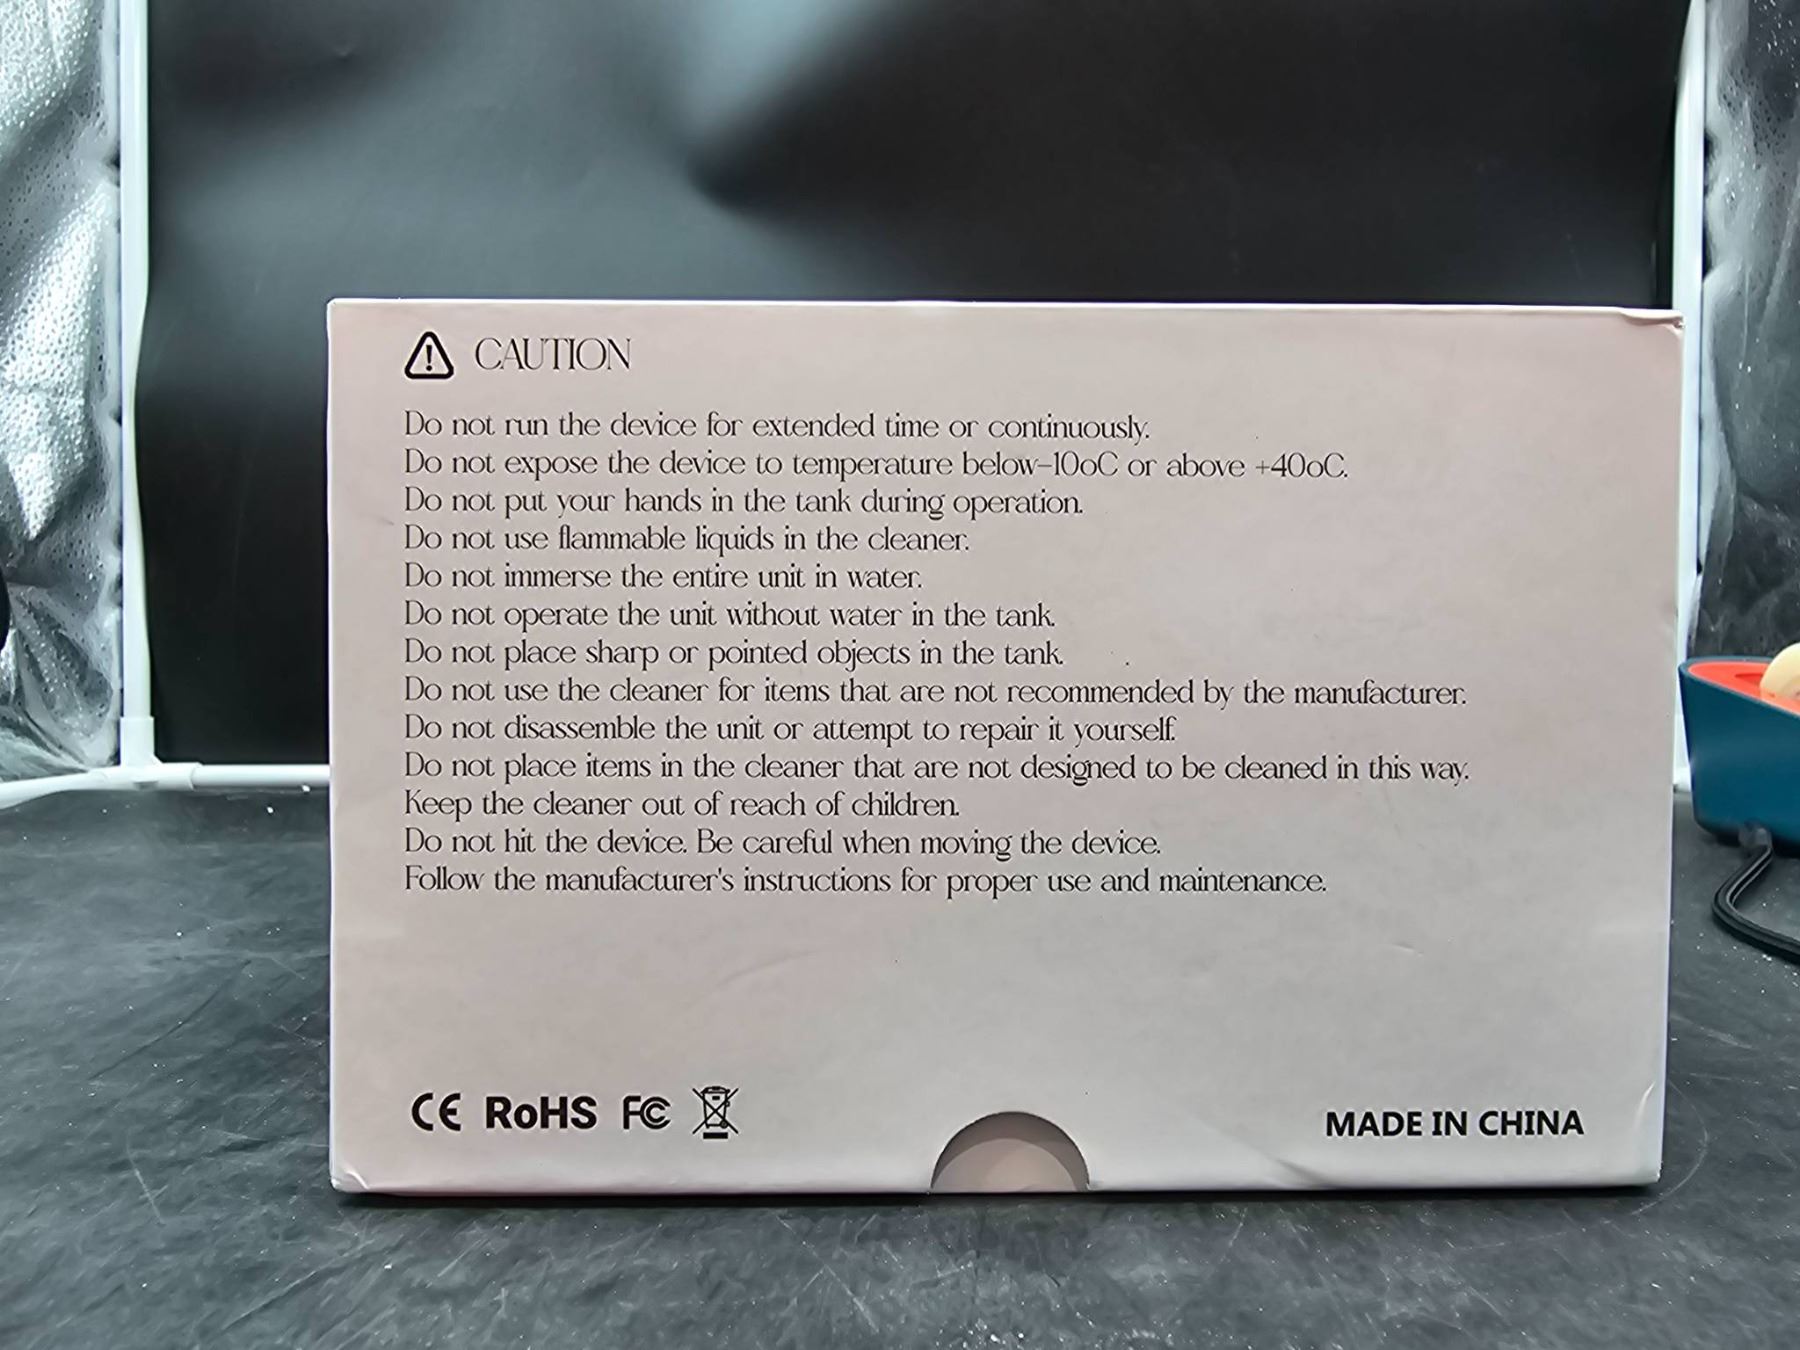 CAUTION
Do not run the device for extended time or continuously.
Do not expose the device to temperature below-10oC or above +40oC.
Do not put your hands in the tank during operation.
Do not use flammable liquids in the cleaner.
Do not immerse the entire unit in water.
Do not operate the unit without water in the tank.
Do not place sharp or pointed objects in the tank.
Do not use the cleaner for items that are not recommended by the manufacturer.
Do not disassemble the unit or attempt to repair it yourself.
Do not place items in the cleaner that are not designed to be cleaned in this way.
Keep the cleaner out of reach of children.
Do not hit the device. Be careful when moving the device.
Follow the manufacturer's instructions for proper use and maintenance.
CE RoHS FC
MADE IN CHINA